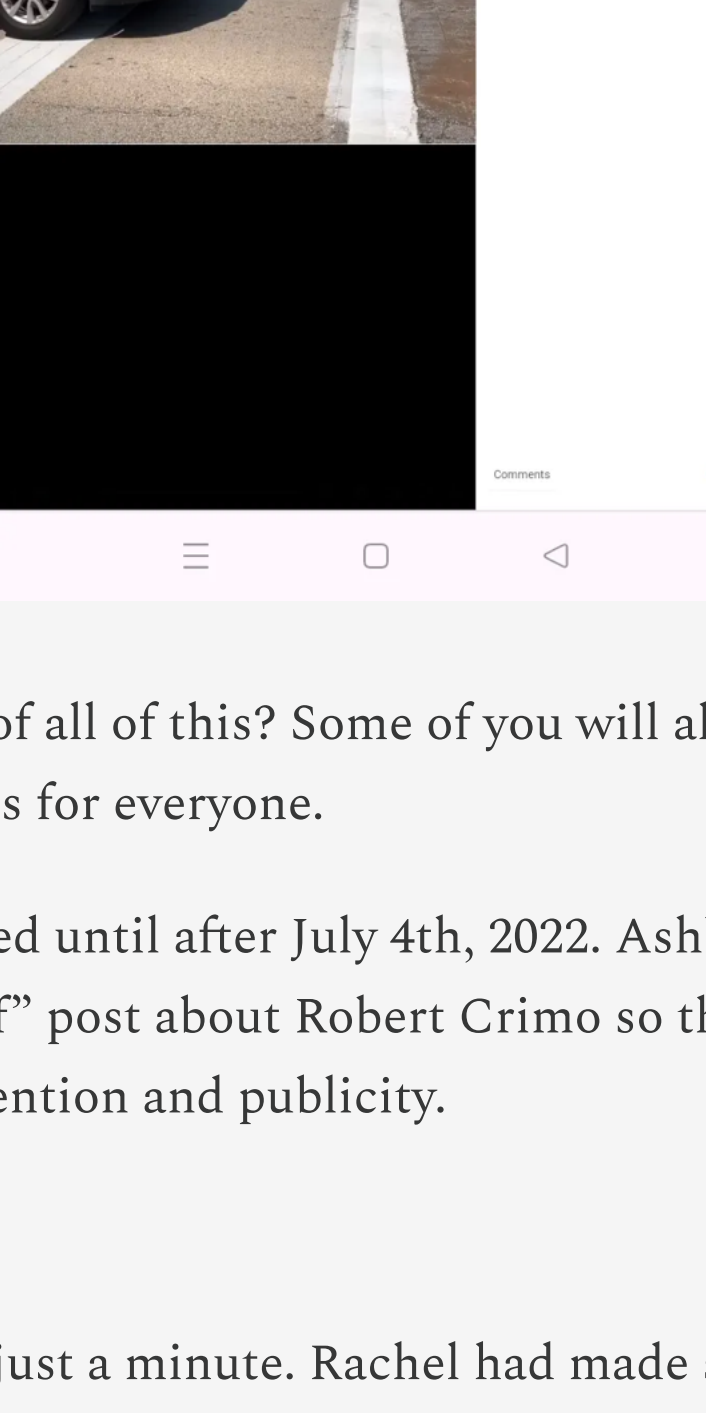 Comments
of all of this? Some of you will al
s for everyone.
ed until after July 4th, 2022. Ash
f” post about Robert Crimo so th
ention and publicity.
just a minute. Rachel had made